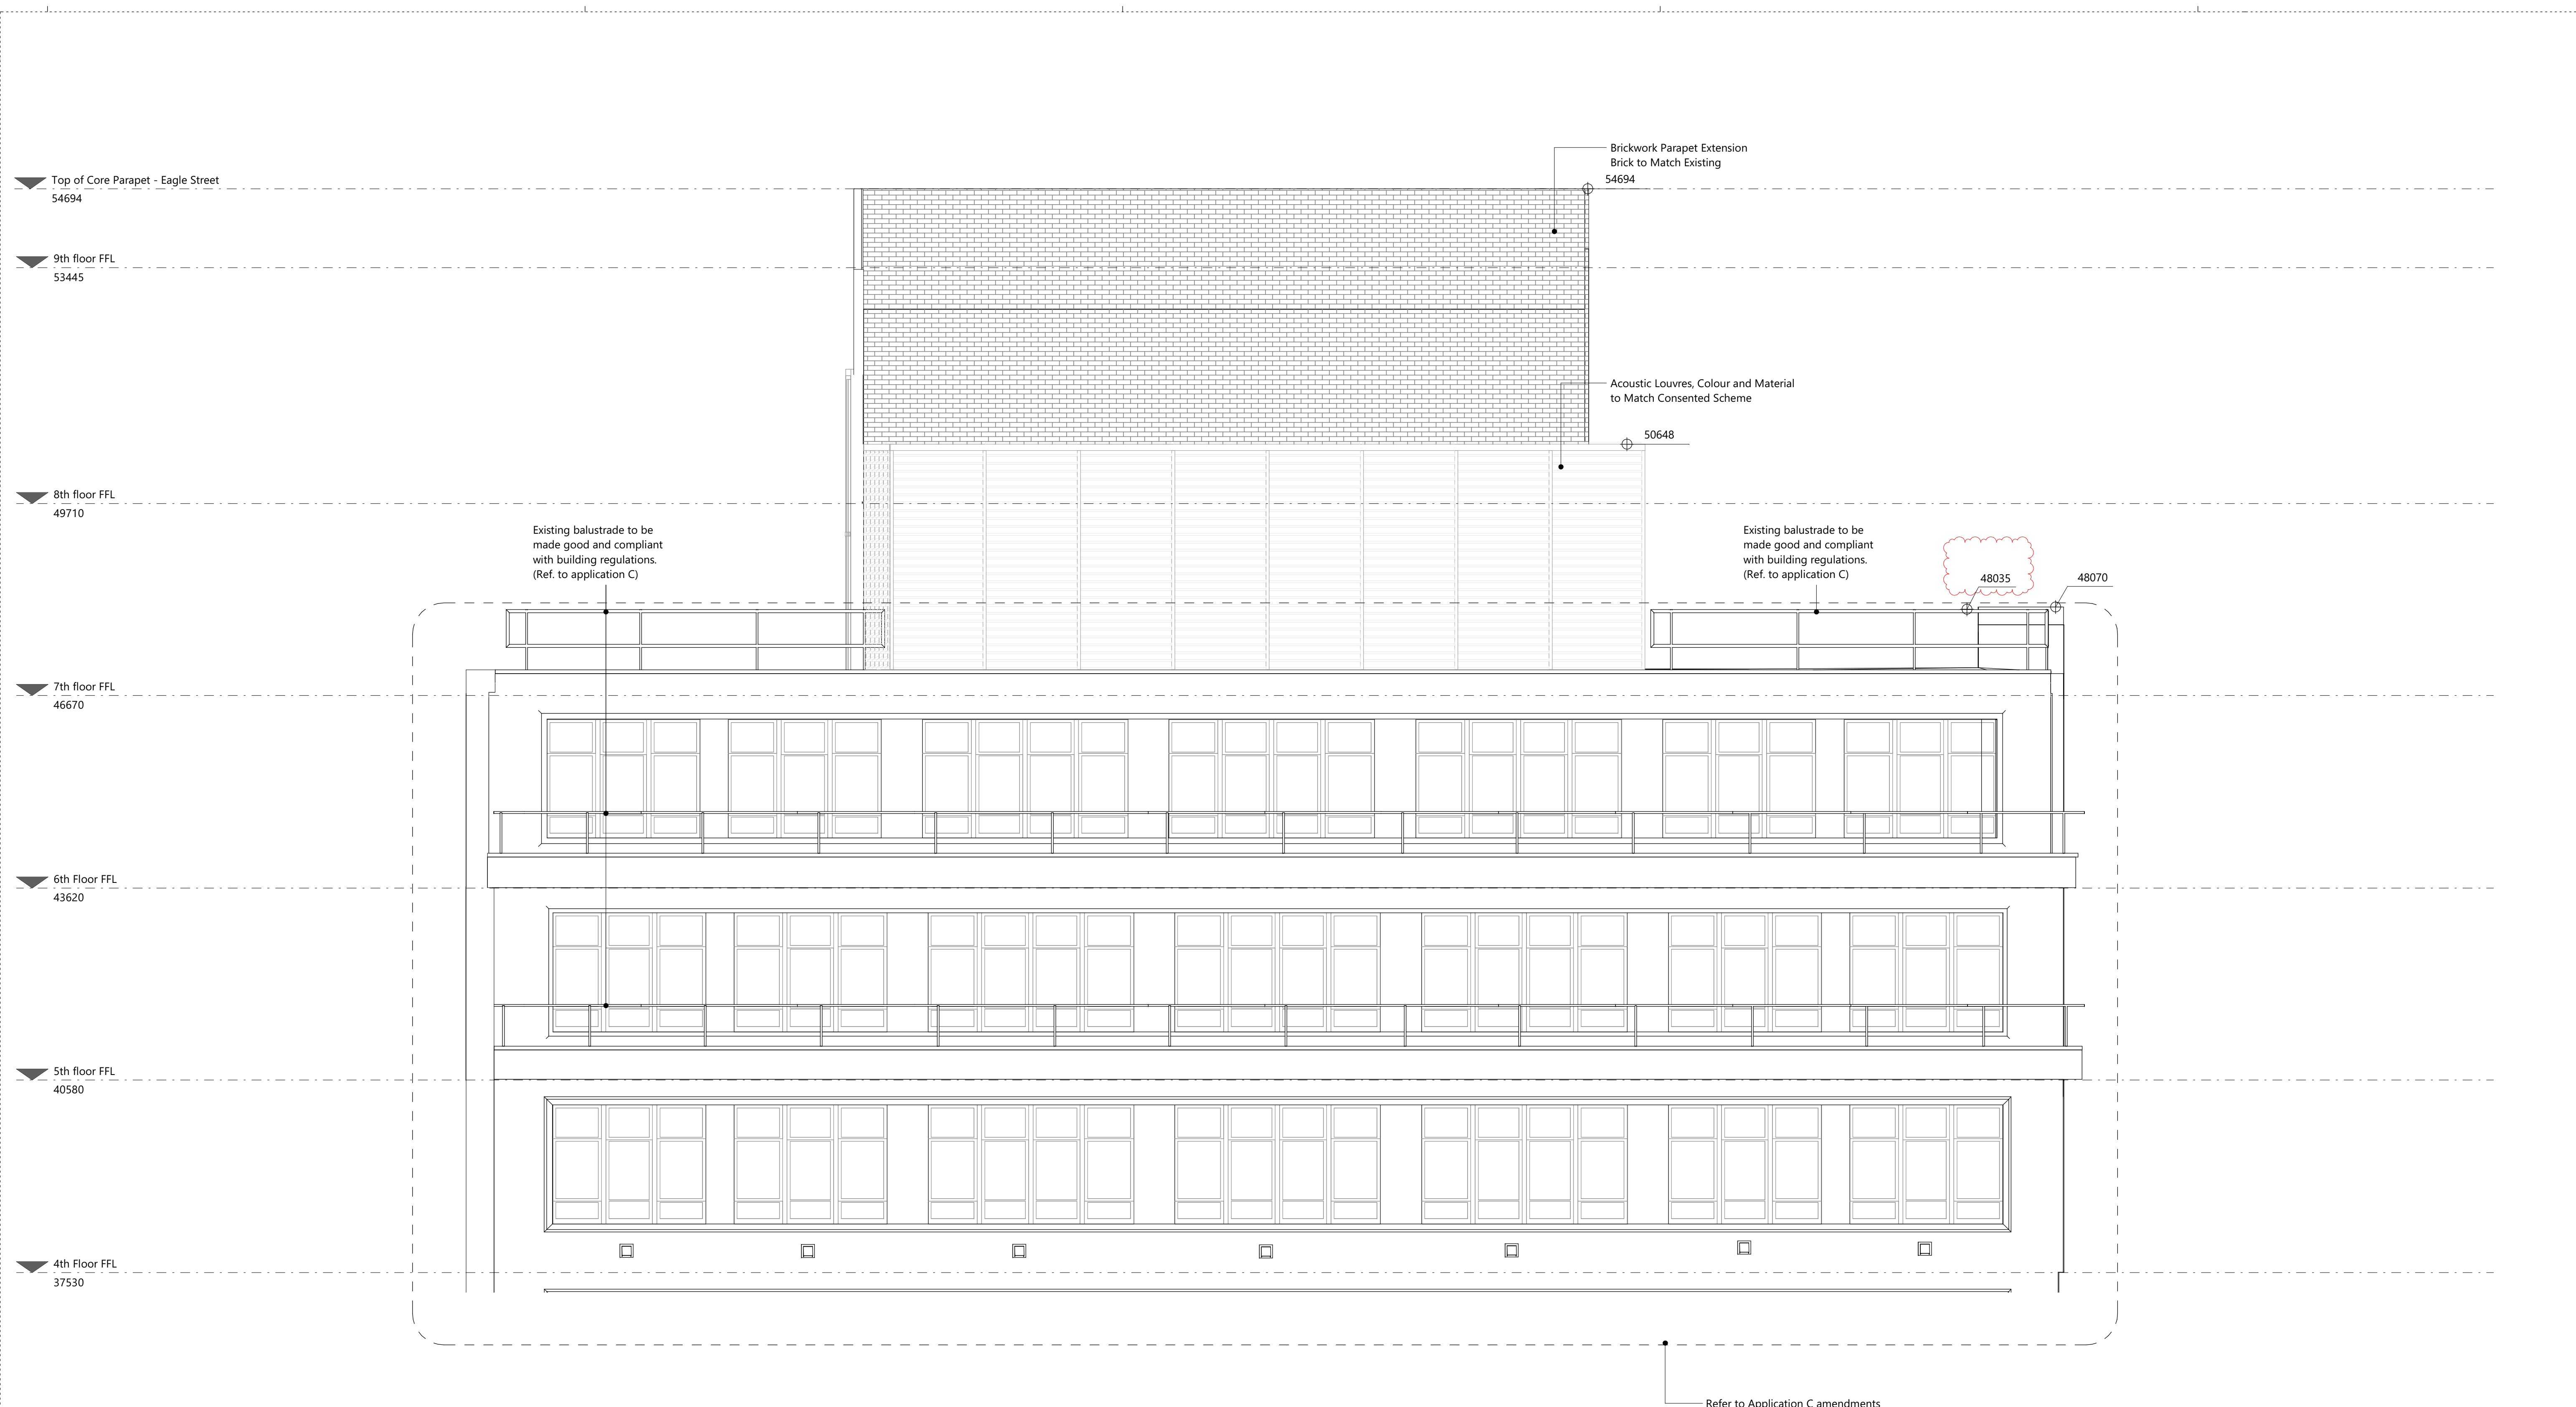 Brickwork Parapet Extension
Brick to Match Existing
54694
Top of Core Parapet - Eagle Street
54694
9th floor FFL
53445
Acoustic Louvres, Colour and Material
to Match Consented Scheme
50648
8th floor FFL
49710
Existing balustrade to be
made good and compliant
with building regulations.
(Ref. to application C)
Existing balustrade to be
made good and compliant
with building regulations.
(Ref. to application C)
48035
48070
7th floor FFL
46670
6th Floor FFL
43620
5th floor FFL
40580
4th Floor FFL
37530
Refer to Application C amendments